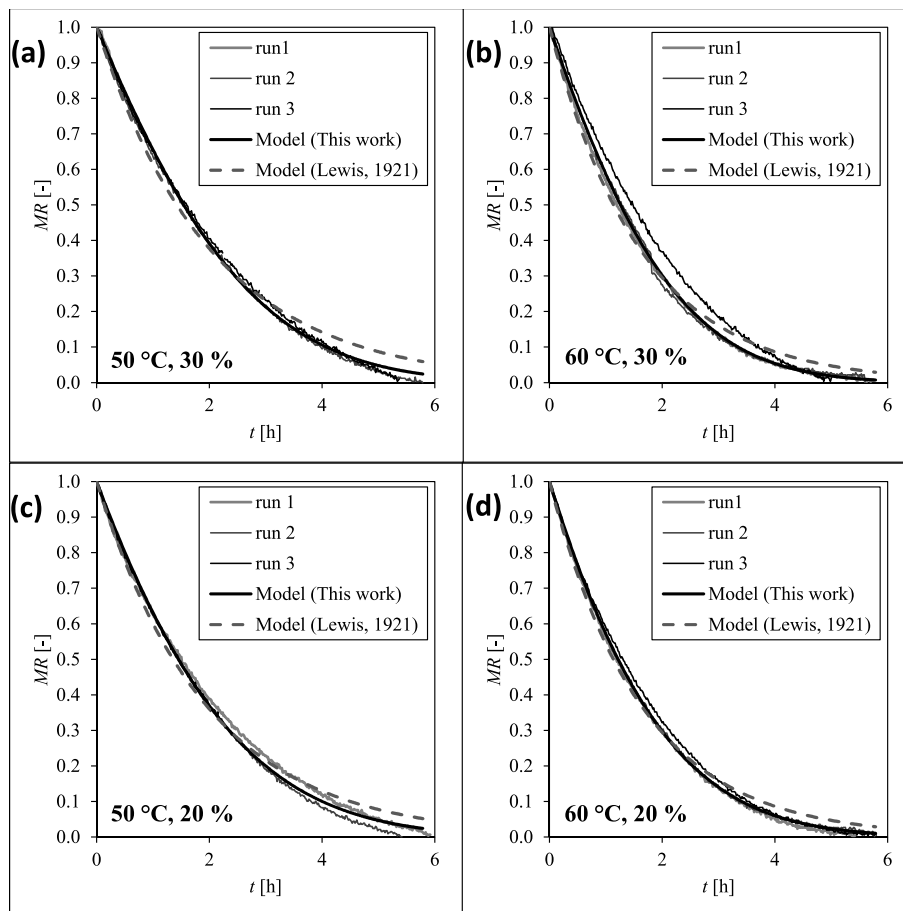 (a)
1.0
0.9
0.8
0.7
0.6
0.5
0.4
0.3
0.2
0.1
0.0
MR [-]
run1
run 2
run 3
Model (This work)
Model (Lewis, 1921)
50 °C, 30 %
0 2 4 6
t [h]
(b)
1.0
0.9
0.8
0.7
0.6
0.5
0.4
0.3
0.2
0.1
0.0
MR [-]
run1
run 2
run 3
Model (This work)
Model (Lewis, 1921)
60 °C, 30 %
0 2 4 6
t [h]
(c)
1.0
0.9
0.8
0.7
0.6
0.5
0.4
0.3
0.2
0.1
0.0
MR [-]
run 1
run 2
run 3
Model (This work)
Model (Lewis, 1921)
50 °C, 20 %
0 2 4 6
t [h]
(d)
1.0
0.9
0.8
0.7
0.6
0.5
0.4
0.3
0.2
0.1
0.0
MR [-]
run1
run 2
run 3
Model (This work)
Model (Lewis, 1921)
60 °C, 20 %
0 2 4 6
t [h]